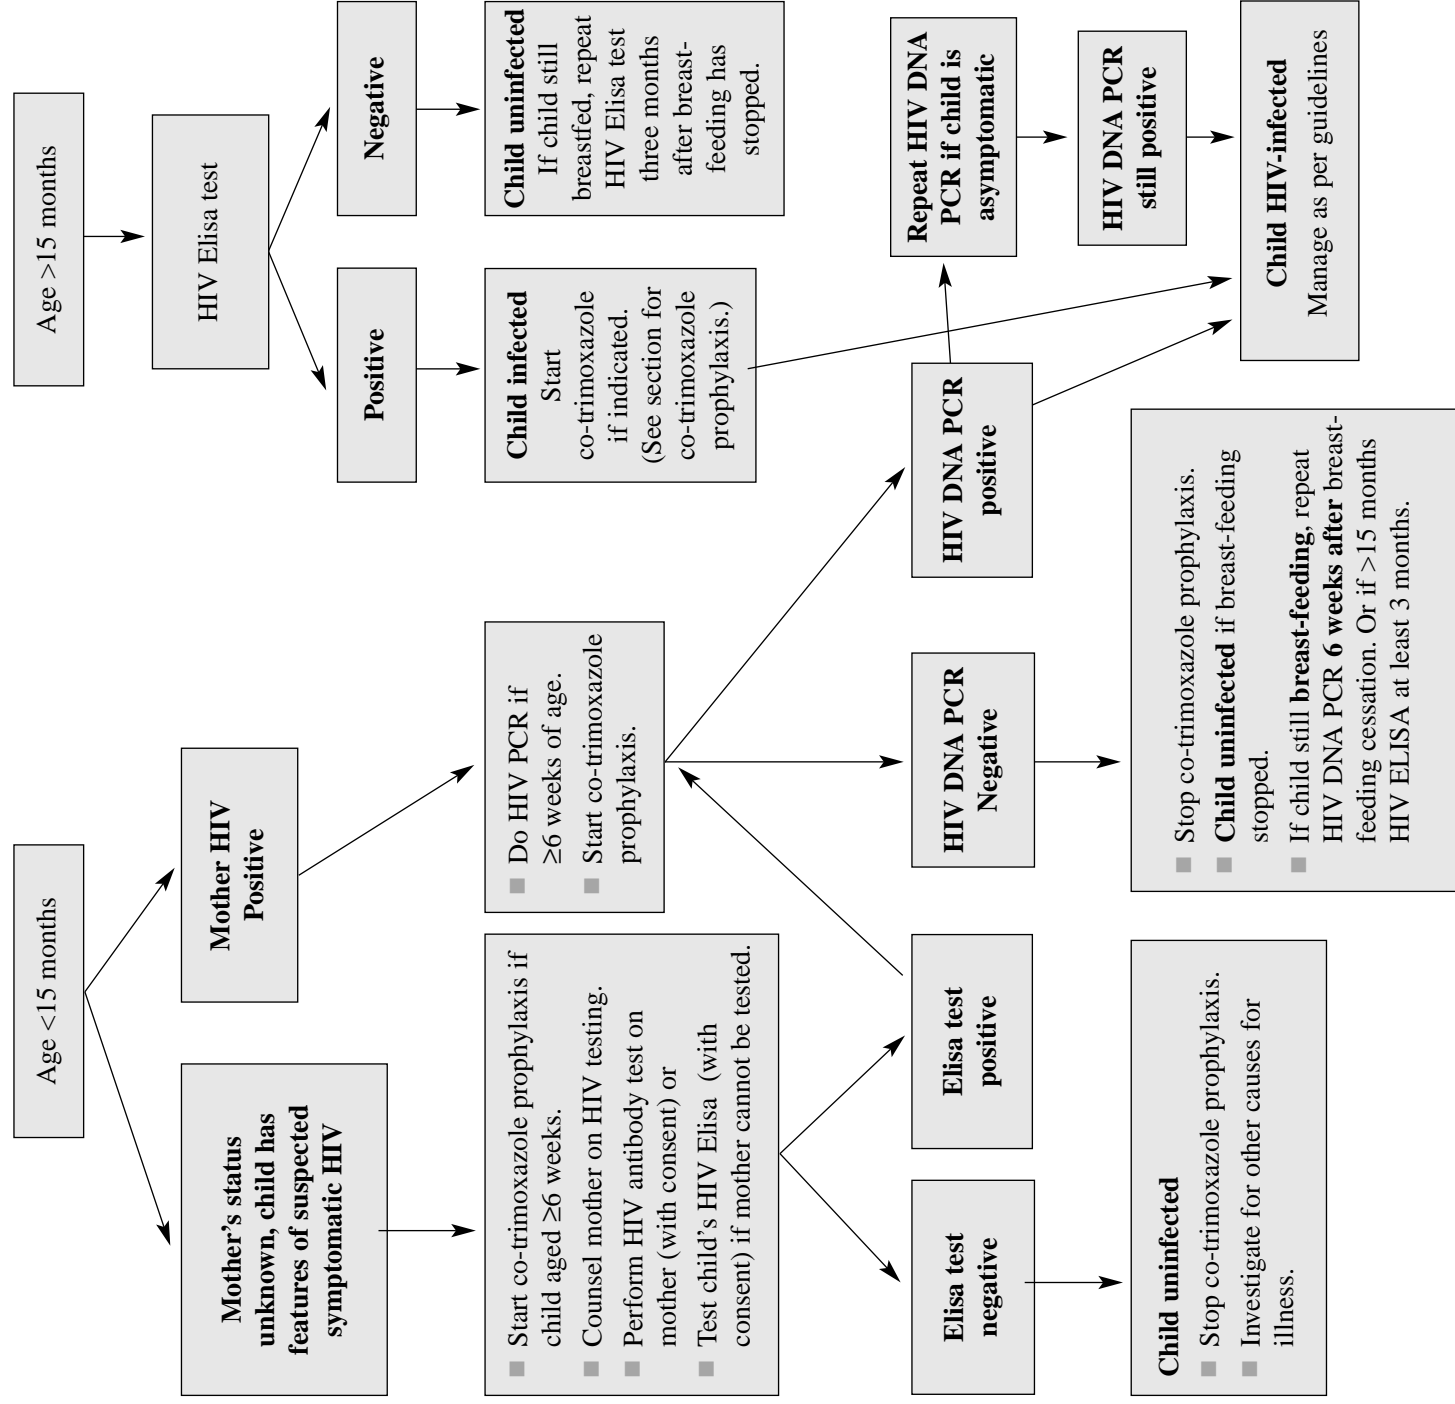 Age <15 months
Age >15 months
Mother's status
unknown, child has
features of suspected
symptomatic HIV
Mother HIV
Positive
HIV Elisa test
Positive
Negative
■ Start co-trimoxazole prophylaxis if
child aged ≥6 weeks.
■ Counsel mother on HIV testing.
■ Perform HIV antibody test on
mother (with consent) or
■ Test child's HIV Elisa (with
consent) if mother cannot be tested.
■ Do HIV PCR if
≥6 weeks of age.
■ Start co-trimoxazole
prophylaxis.
Child infected
Start
co-trimoxazole
if indicated.
(See section for
co-trimoxazole
prophylaxis.)
Child uninfected
If child still
breastfed, repeat
HIV Elisa test
three months
after breast-
feeding has
stopped.
Elisa test
negative
Elisa test
positive
HIV DNA PCR
Negative
HIV DNA PCR
positive
Repeat HIV DNA
PCR if child is
asymptomatic
HIV DNA PCR
still positive
Child uninfected
■ Stop co-trimoxazole prophylaxis.
■ Investigate for other causes for
illness.
■ Stop co-trimoxazole prophylaxis.
■ Child uninfected if breast-feeding
stopped.
■ If child still breast-feeding, repeat
HIV DNA PCR 6 weeks after breast-
feeding cessation. Or if >15 months
HIV ELISA at least 3 months.
Child HIV-infected
Manage as per guidelines